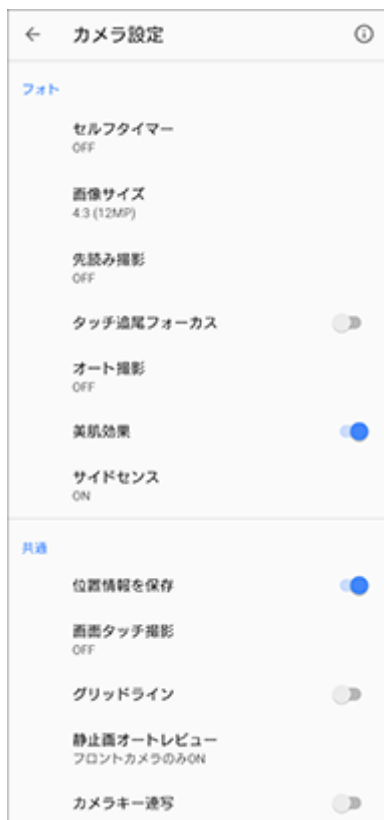 カメラ設定
フォト
セルフタイマー
OFF
画像サイズ
4:3 (12MP)
先読み撮影
OFF
タッチ追尾フォーカス
オート撮影
OFF
美肌効果
サイドセンス
ON
共通
位置情報を保存
画面タッチ撮影
OFF
グリッドライン
静止画オートレビュー
フロントカメラのみON
カメラキー連写